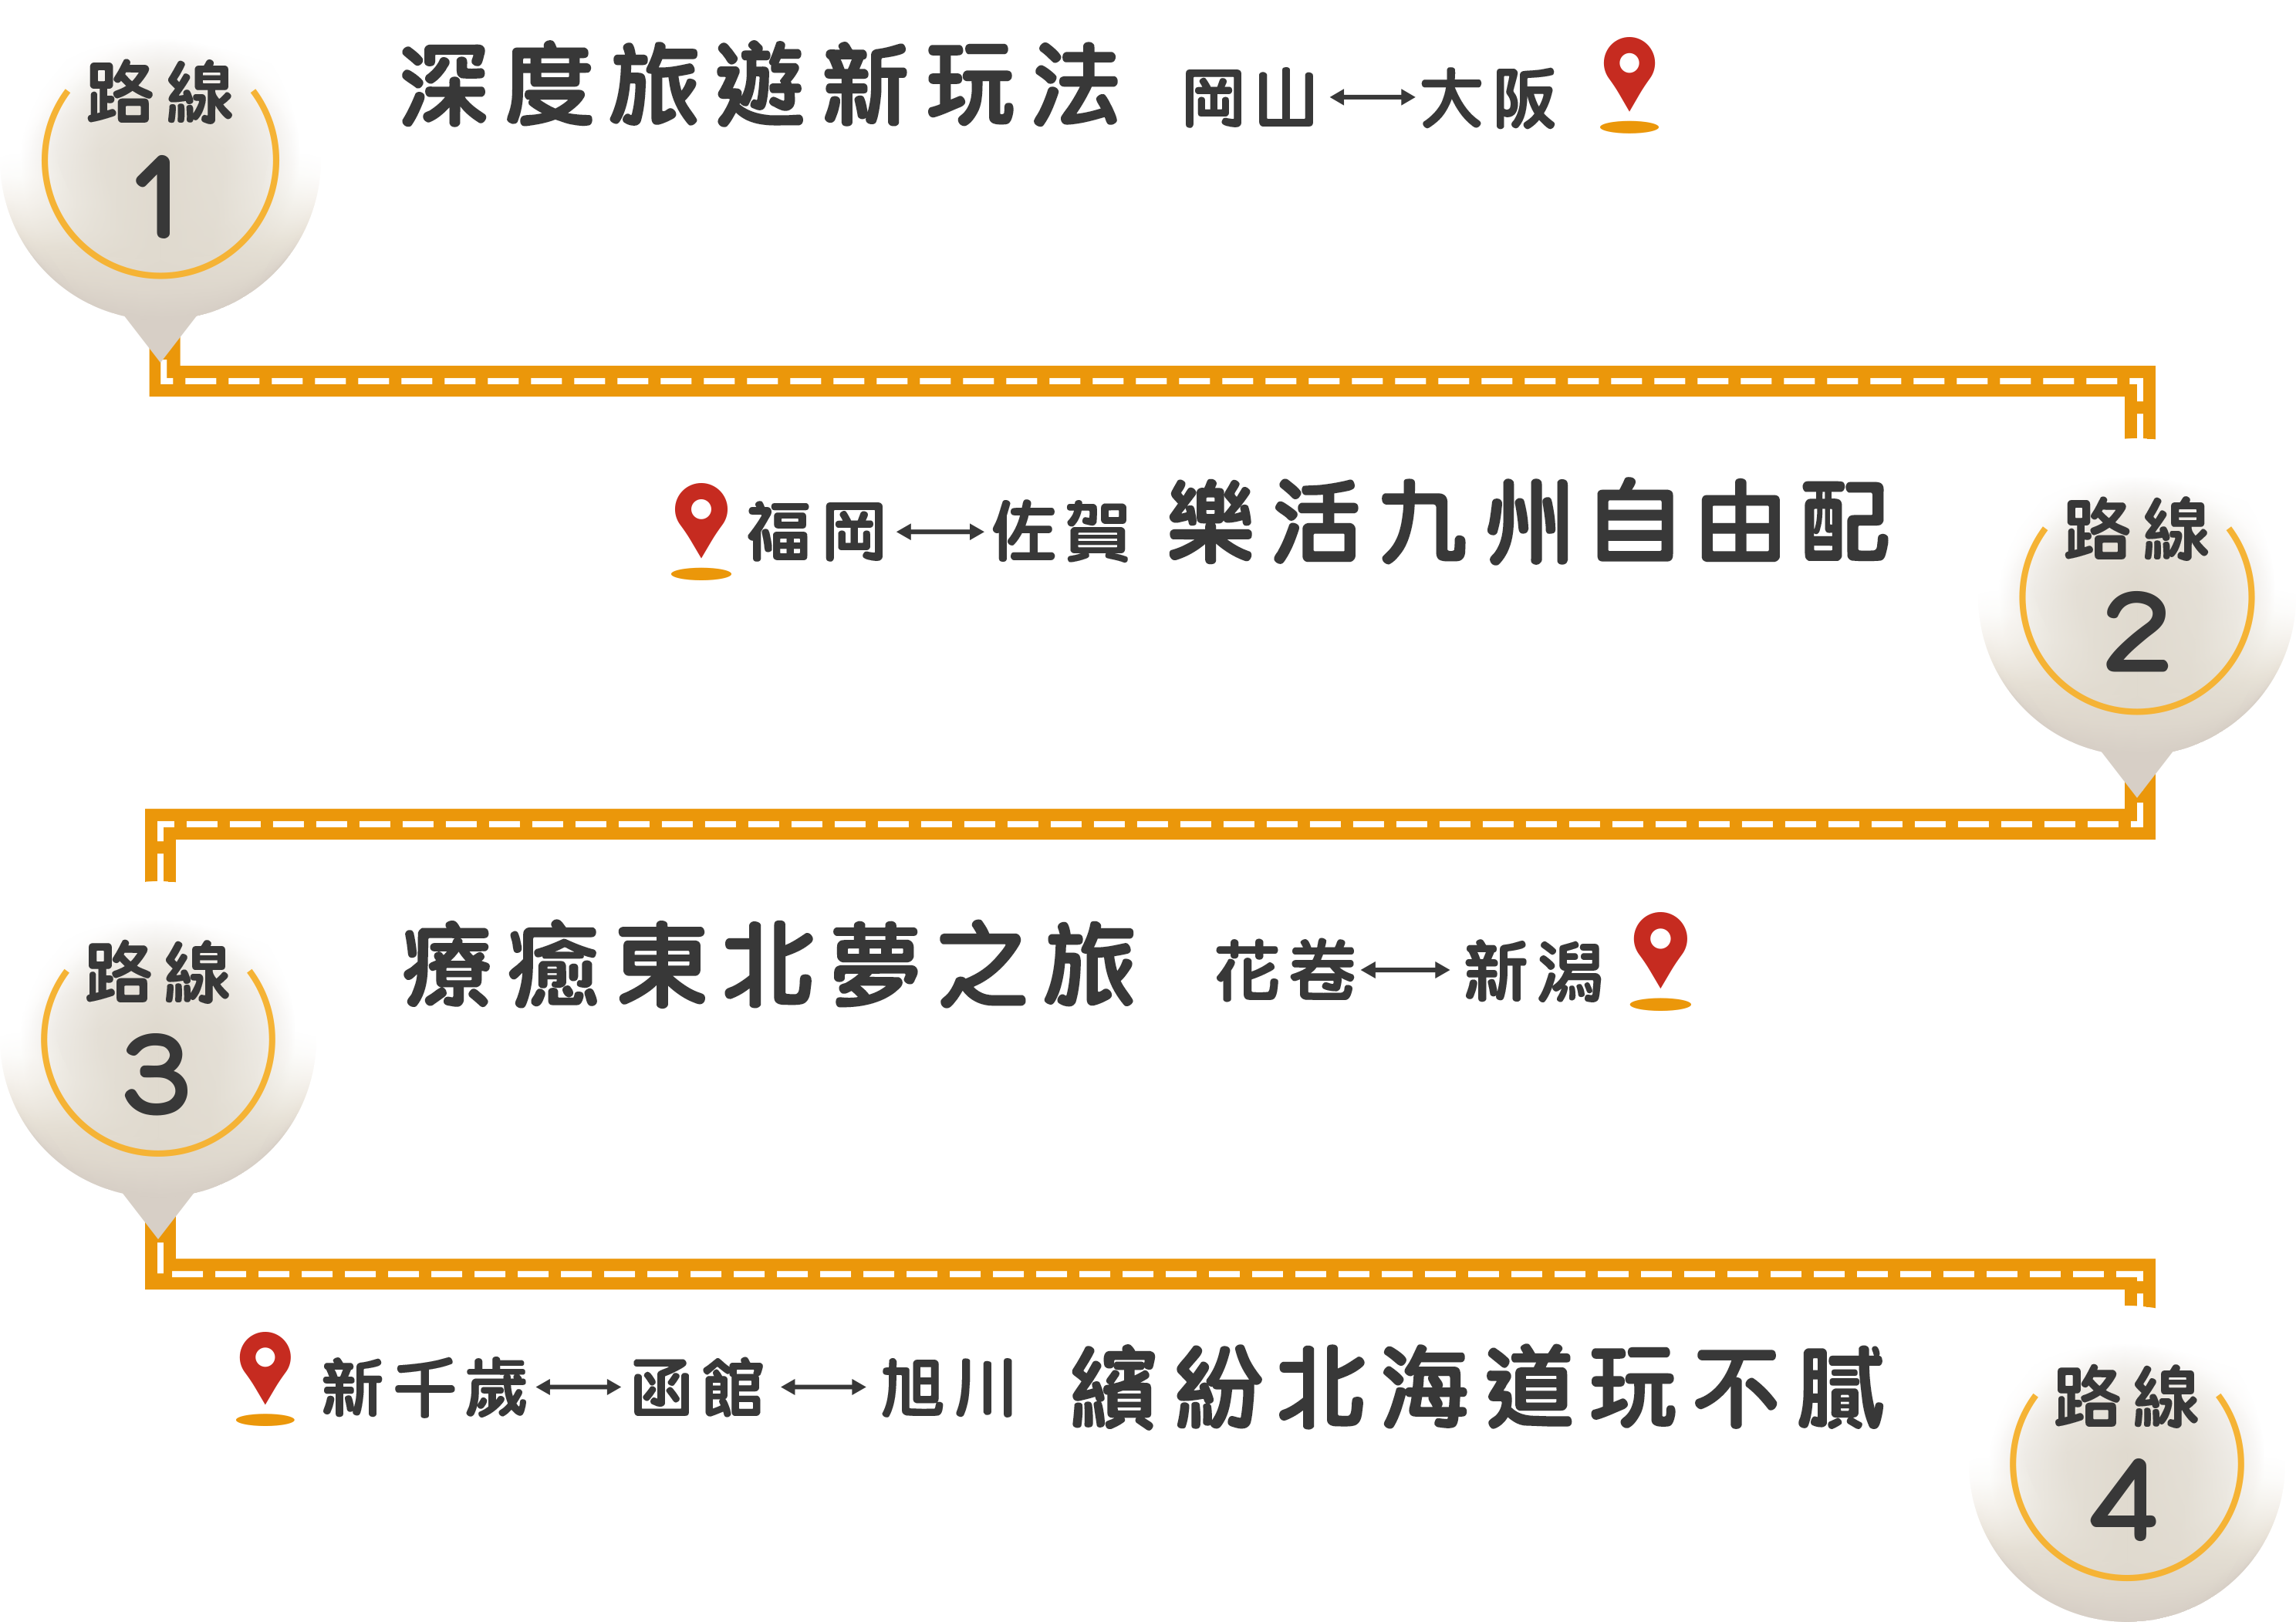 路線
1
深度旅遊新玩法 岡山⟷大阪
福岡⟷佐賀 樂活九州自由配
路線
2
路線
3
療癒東北夢之旅 花巻⟷新潟
新千歳⟷函館⟷旭川 繽紛北海道玩不膩
路線
4